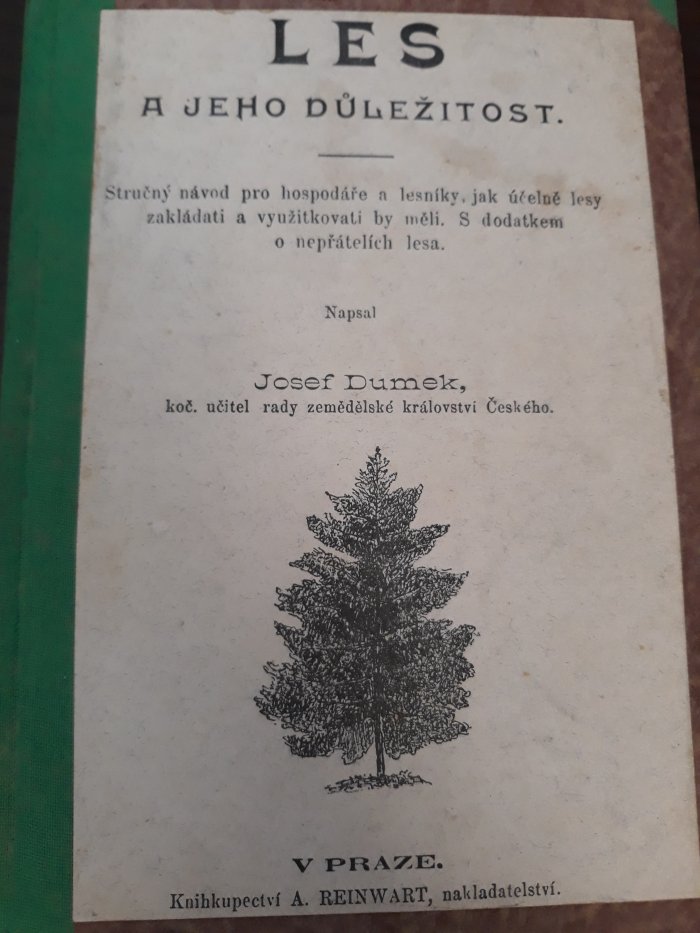 LES
A JEHO DŮLEŽITOST.
Stručný návod pro hospodáře a lesníky, jak účelně lesy
zakládati a využitkovati by měli. S dodatkem
o nepřátelích lesa.
Napsal
Josef Dumek,
koč. učitel rady zemědělské království Českého.
V PRAZE.
Knihkupectví A. REINWART, nakladatelství.